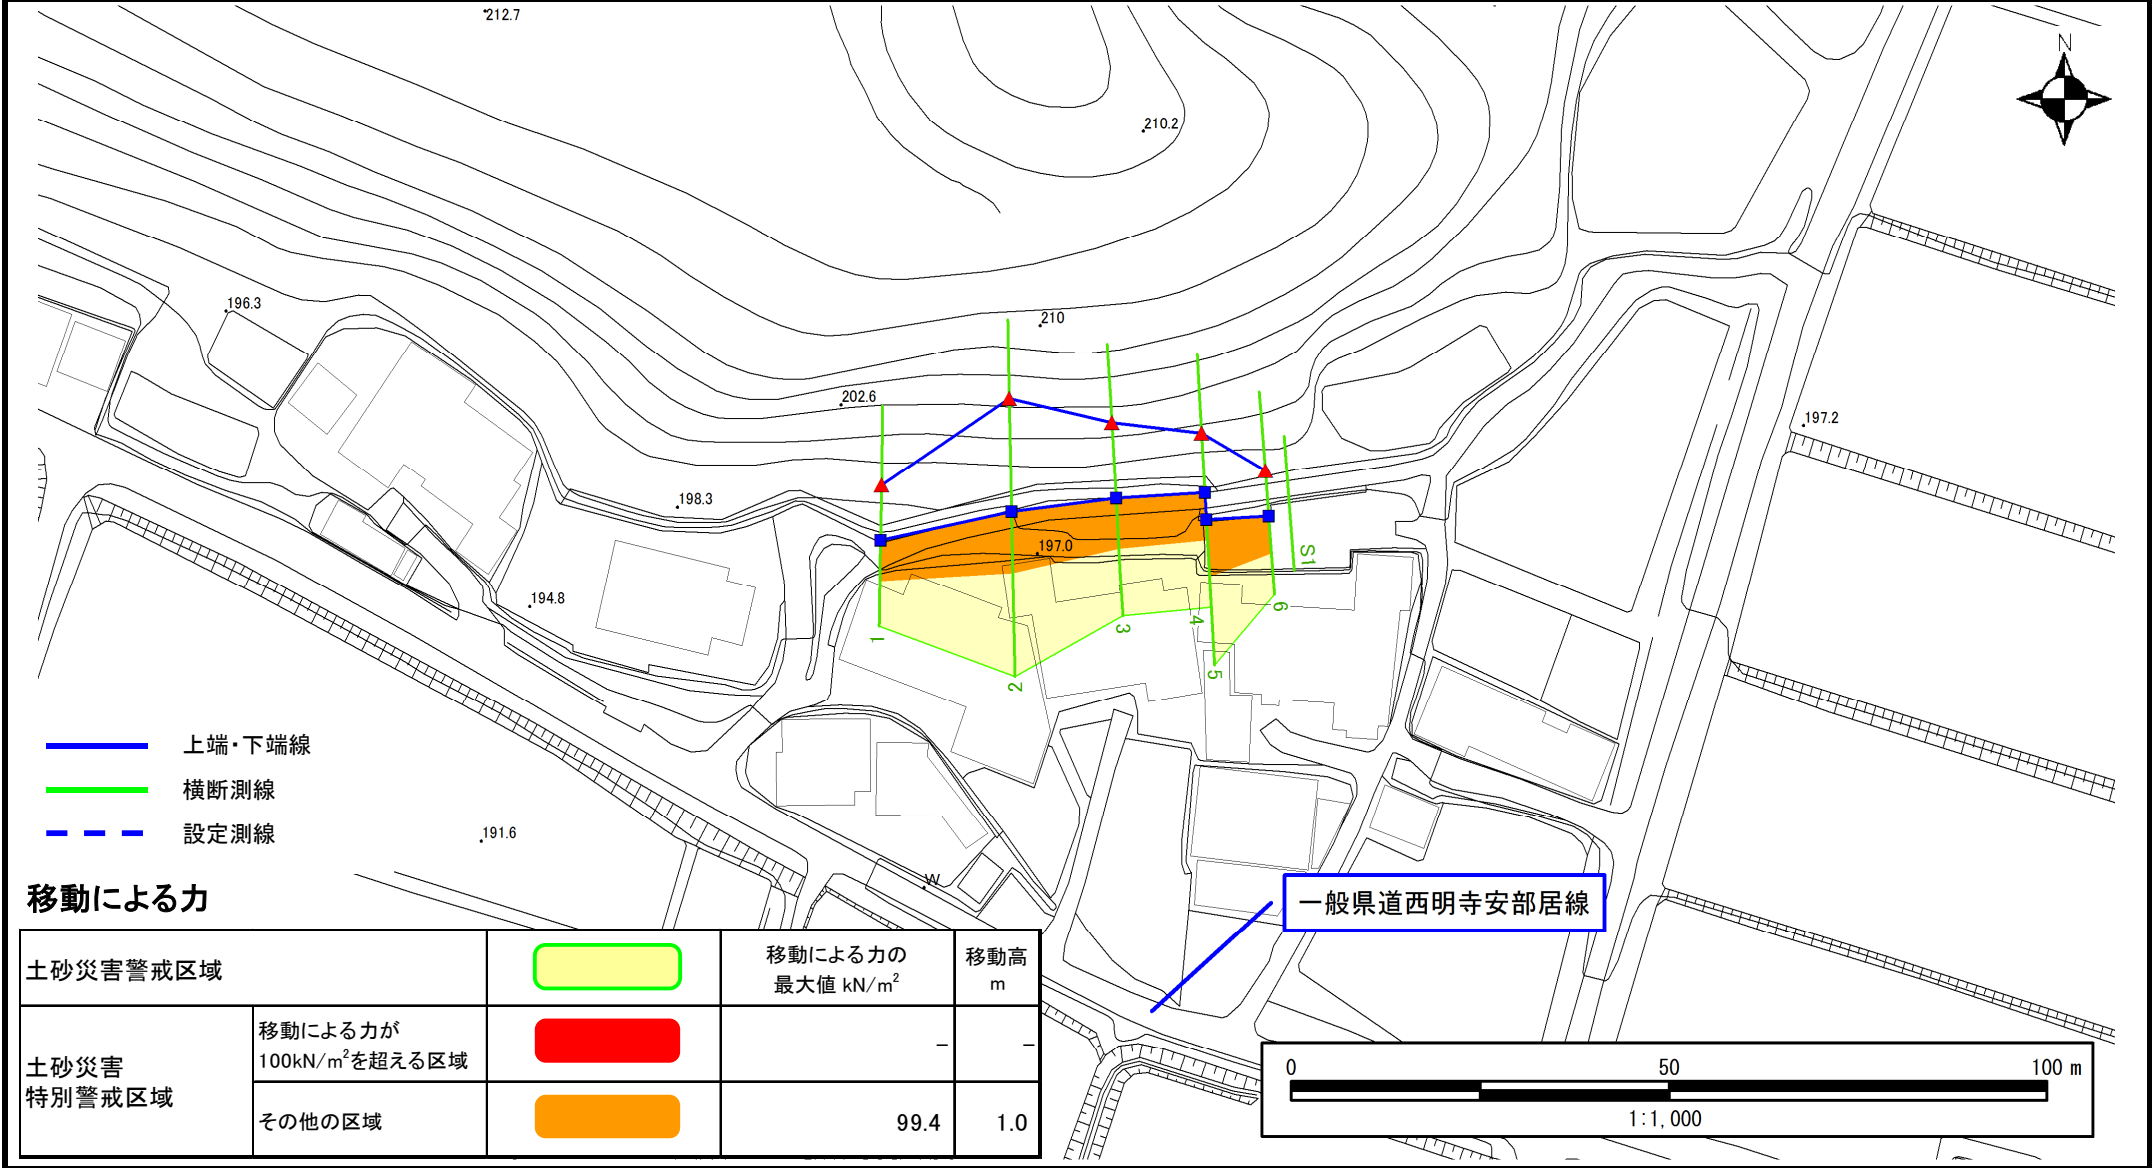 212.7
N
210.2
196.3
210
202.6
197.2
198.3
197.0
194.8
S1
1
2
3
4
5
6
上端・下端線
横断測線
設定測線
191.6
W
移動による力
一般県道西明寺安部居線
土砂災害警戒区域
移動による力の
最大値 kN/m²
移動高
m
土砂災害
特別警戒区域
移動による力が
100kN/m²を超える区域
–
–
その他の区域
99.4
1.0
0 50 100 m
1:1,000